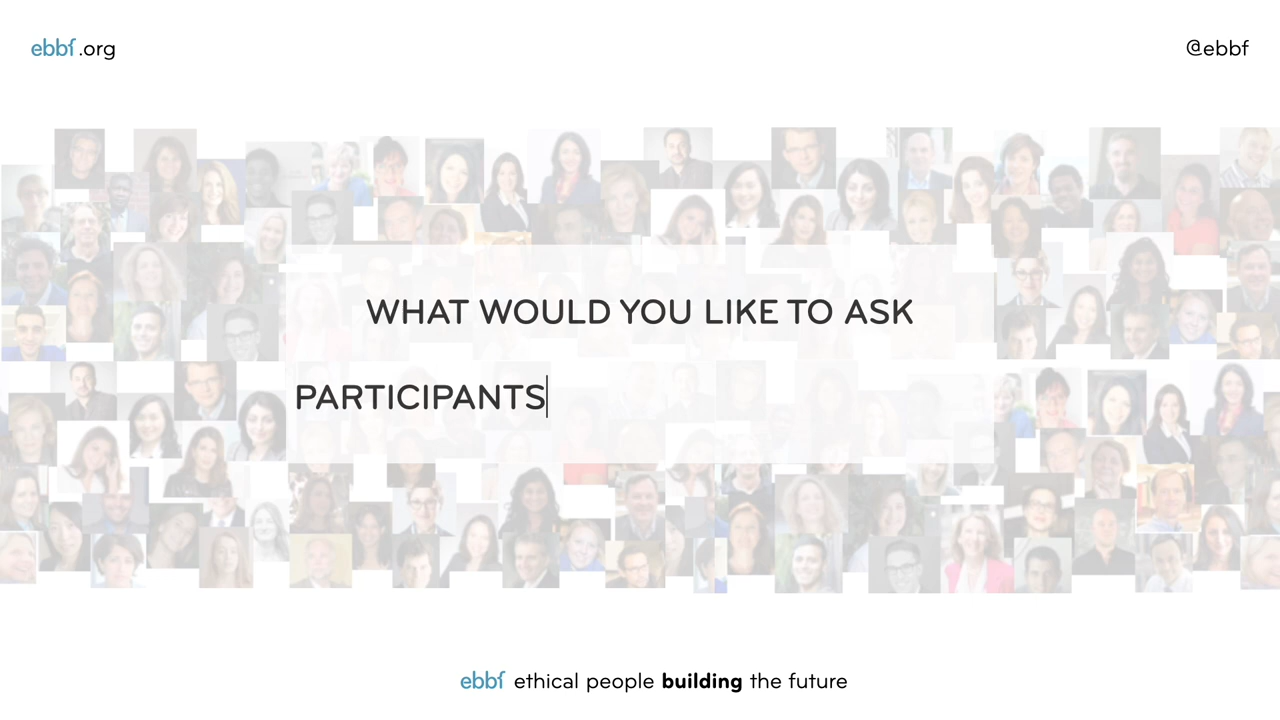 ebbf.org
@ebbf
WHAT WOULD YOU LIKE TO ASK
PARTICIPANTS
ebbf ethical people building the future